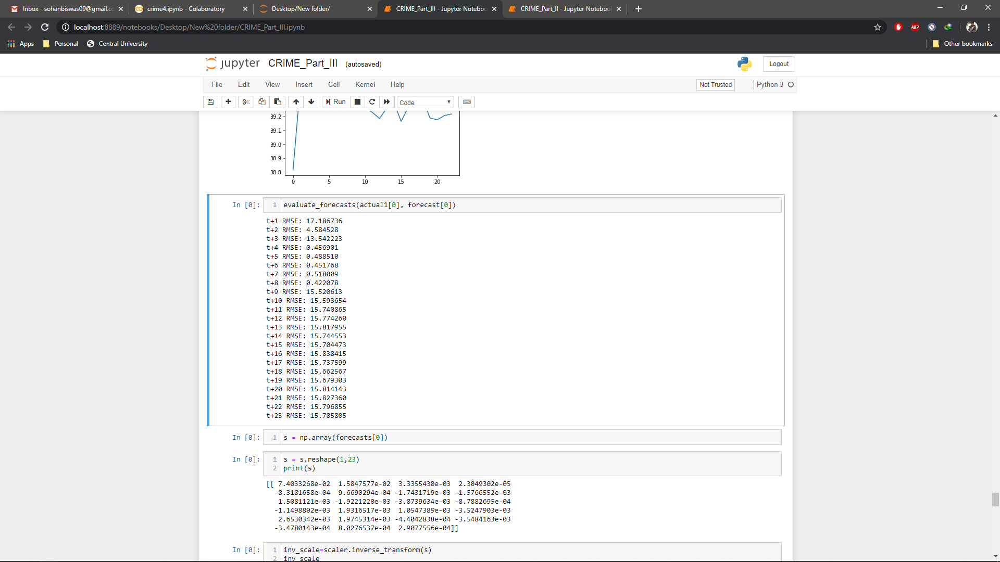 Inbox - sohanbiswas09@gmail.co
crime4.ipynb - Colaboratory
Desktop/New folder/
CRIME_Part_III - Jupyter Noteboo
CRIME_Part_II - Jupyter Noteboo
localhost:8889/notebooks/Desktop/New%20folder/CRIME_Part_III.ipynb
ABP
Apps
Personal
Central University
Other bookmarks
jupyter CRIME_Part_III (autosaved)
Logout
File Edit View Insert Cell Kernel Help
Not Trusted
Python 3
Run
Code
39.2
39.1
39.0
38.9
38.8
0 5 10 15 20
In [0]: 1 evaluate_forecasts(actual1[0], forecast[0])
t+1 RMSE: 17.186736
t+2 RMSE: 4.584528
t+3 RMSE: 13.542223
t+4 RMSE: 0.456901
t+5 RMSE: 0.488510
t+6 RMSE: 0.451768
t+7 RMSE: 0.518009
t+8 RMSE: 0.422078
t+9 RMSE: 15.520613
t+10 RMSE: 15.593654
t+11 RMSE: 15.740865
t+12 RMSE: 15.774260
t+13 RMSE: 15.817955
t+14 RMSE: 15.744553
t+15 RMSE: 15.704473
t+16 RMSE: 15.838415
t+17 RMSE: 15.737599
t+18 RMSE: 15.662567
t+19 RMSE: 15.679303
t+20 RMSE: 15.814143
t+21 RMSE: 15.827360
t+22 RMSE: 15.796855
t+23 RMSE: 15.785805
In [0]: 1 s = np.array(forecasts[0])
In [0]: 1 s = s.reshape(1,23)
2 print(s)
[[ 7.4033268e-02 1.5847577e-02 3.3355430e-03 2.3049302e-05
-8.3181658e-04 9.6690294e-04 -1.7431719e-03 -1.5766552e-03
1.5081121e-03 -1.9221220e-03 -3.8739634e-03 -8.7882695e-04
-1.1498802e-03 1.9316517e-03 1.0547389e-03 -3.5247903e-03
2.6530342e-03 1.9745314e-03 -4.4042838e-04 -3.5484163e-03
-3.4780143e-04 8.0276537e-04 2.9077556e-04]]
In [0]: 1 inv_scale=scaler.inverse_transform(s)
2 inv_scale